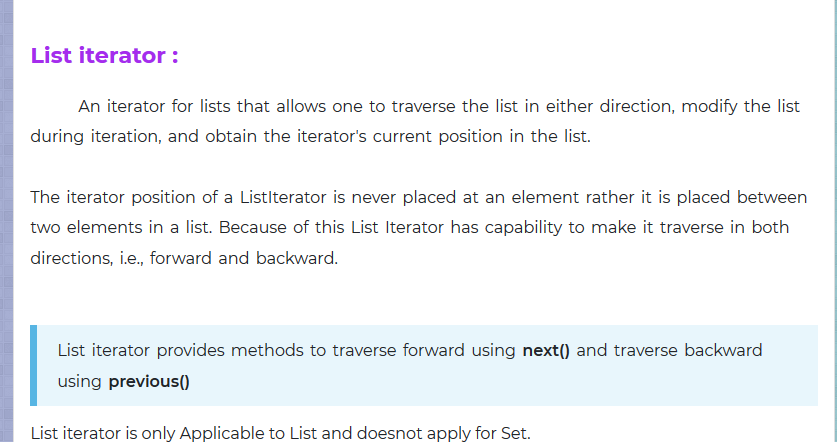 List iterator :
An iterator for lists that allows one to traverse the list in either direction, modify the list
during iteration, and obtain the iterator's current position in the list.
The iterator position of a ListIterator is never placed at an element rather it is placed between
two elements in a list. Because of this List Iterator has capability to make it traverse in both
directions, i.e., forward and backward.
List iterator provides methods to traverse forward using next() and traverse backward
using previous()
List iterator is only Applicable to List and doesnot apply for Set.